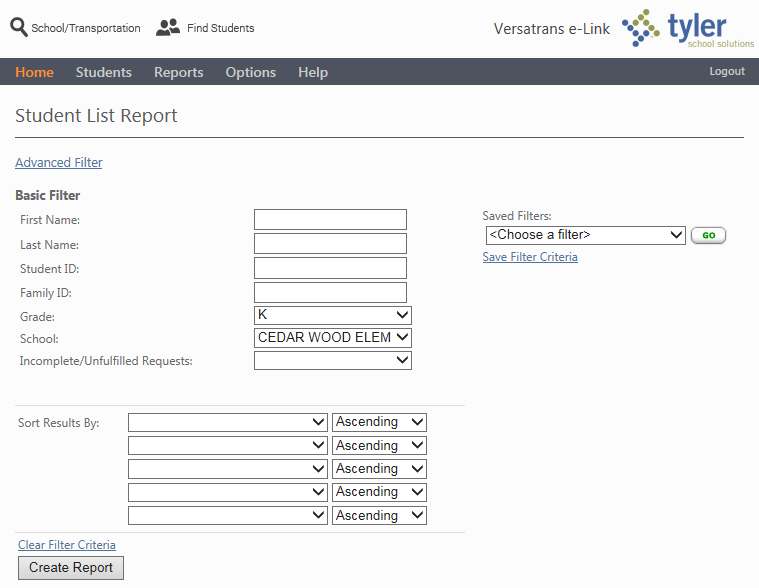 School/Transportation
Find Students
Versatrans e-Link
tyler
school solutions
Home
Students
Reports
Options
Help
Logout
Student List Report
Advanced Filter
Basic Filter
First Name:
Last Name:
Student ID:
Family ID:
Grade:
K
School:
CEDAR WOOD ELEM
Incomplete/Unfulfilled Requests:
Saved Filters:
<Choose a filter>
GO
Save Filter Criteria
Sort Results By:
Ascending
Ascending
Ascending
Ascending
Ascending
Clear Filter Criteria
Create Report